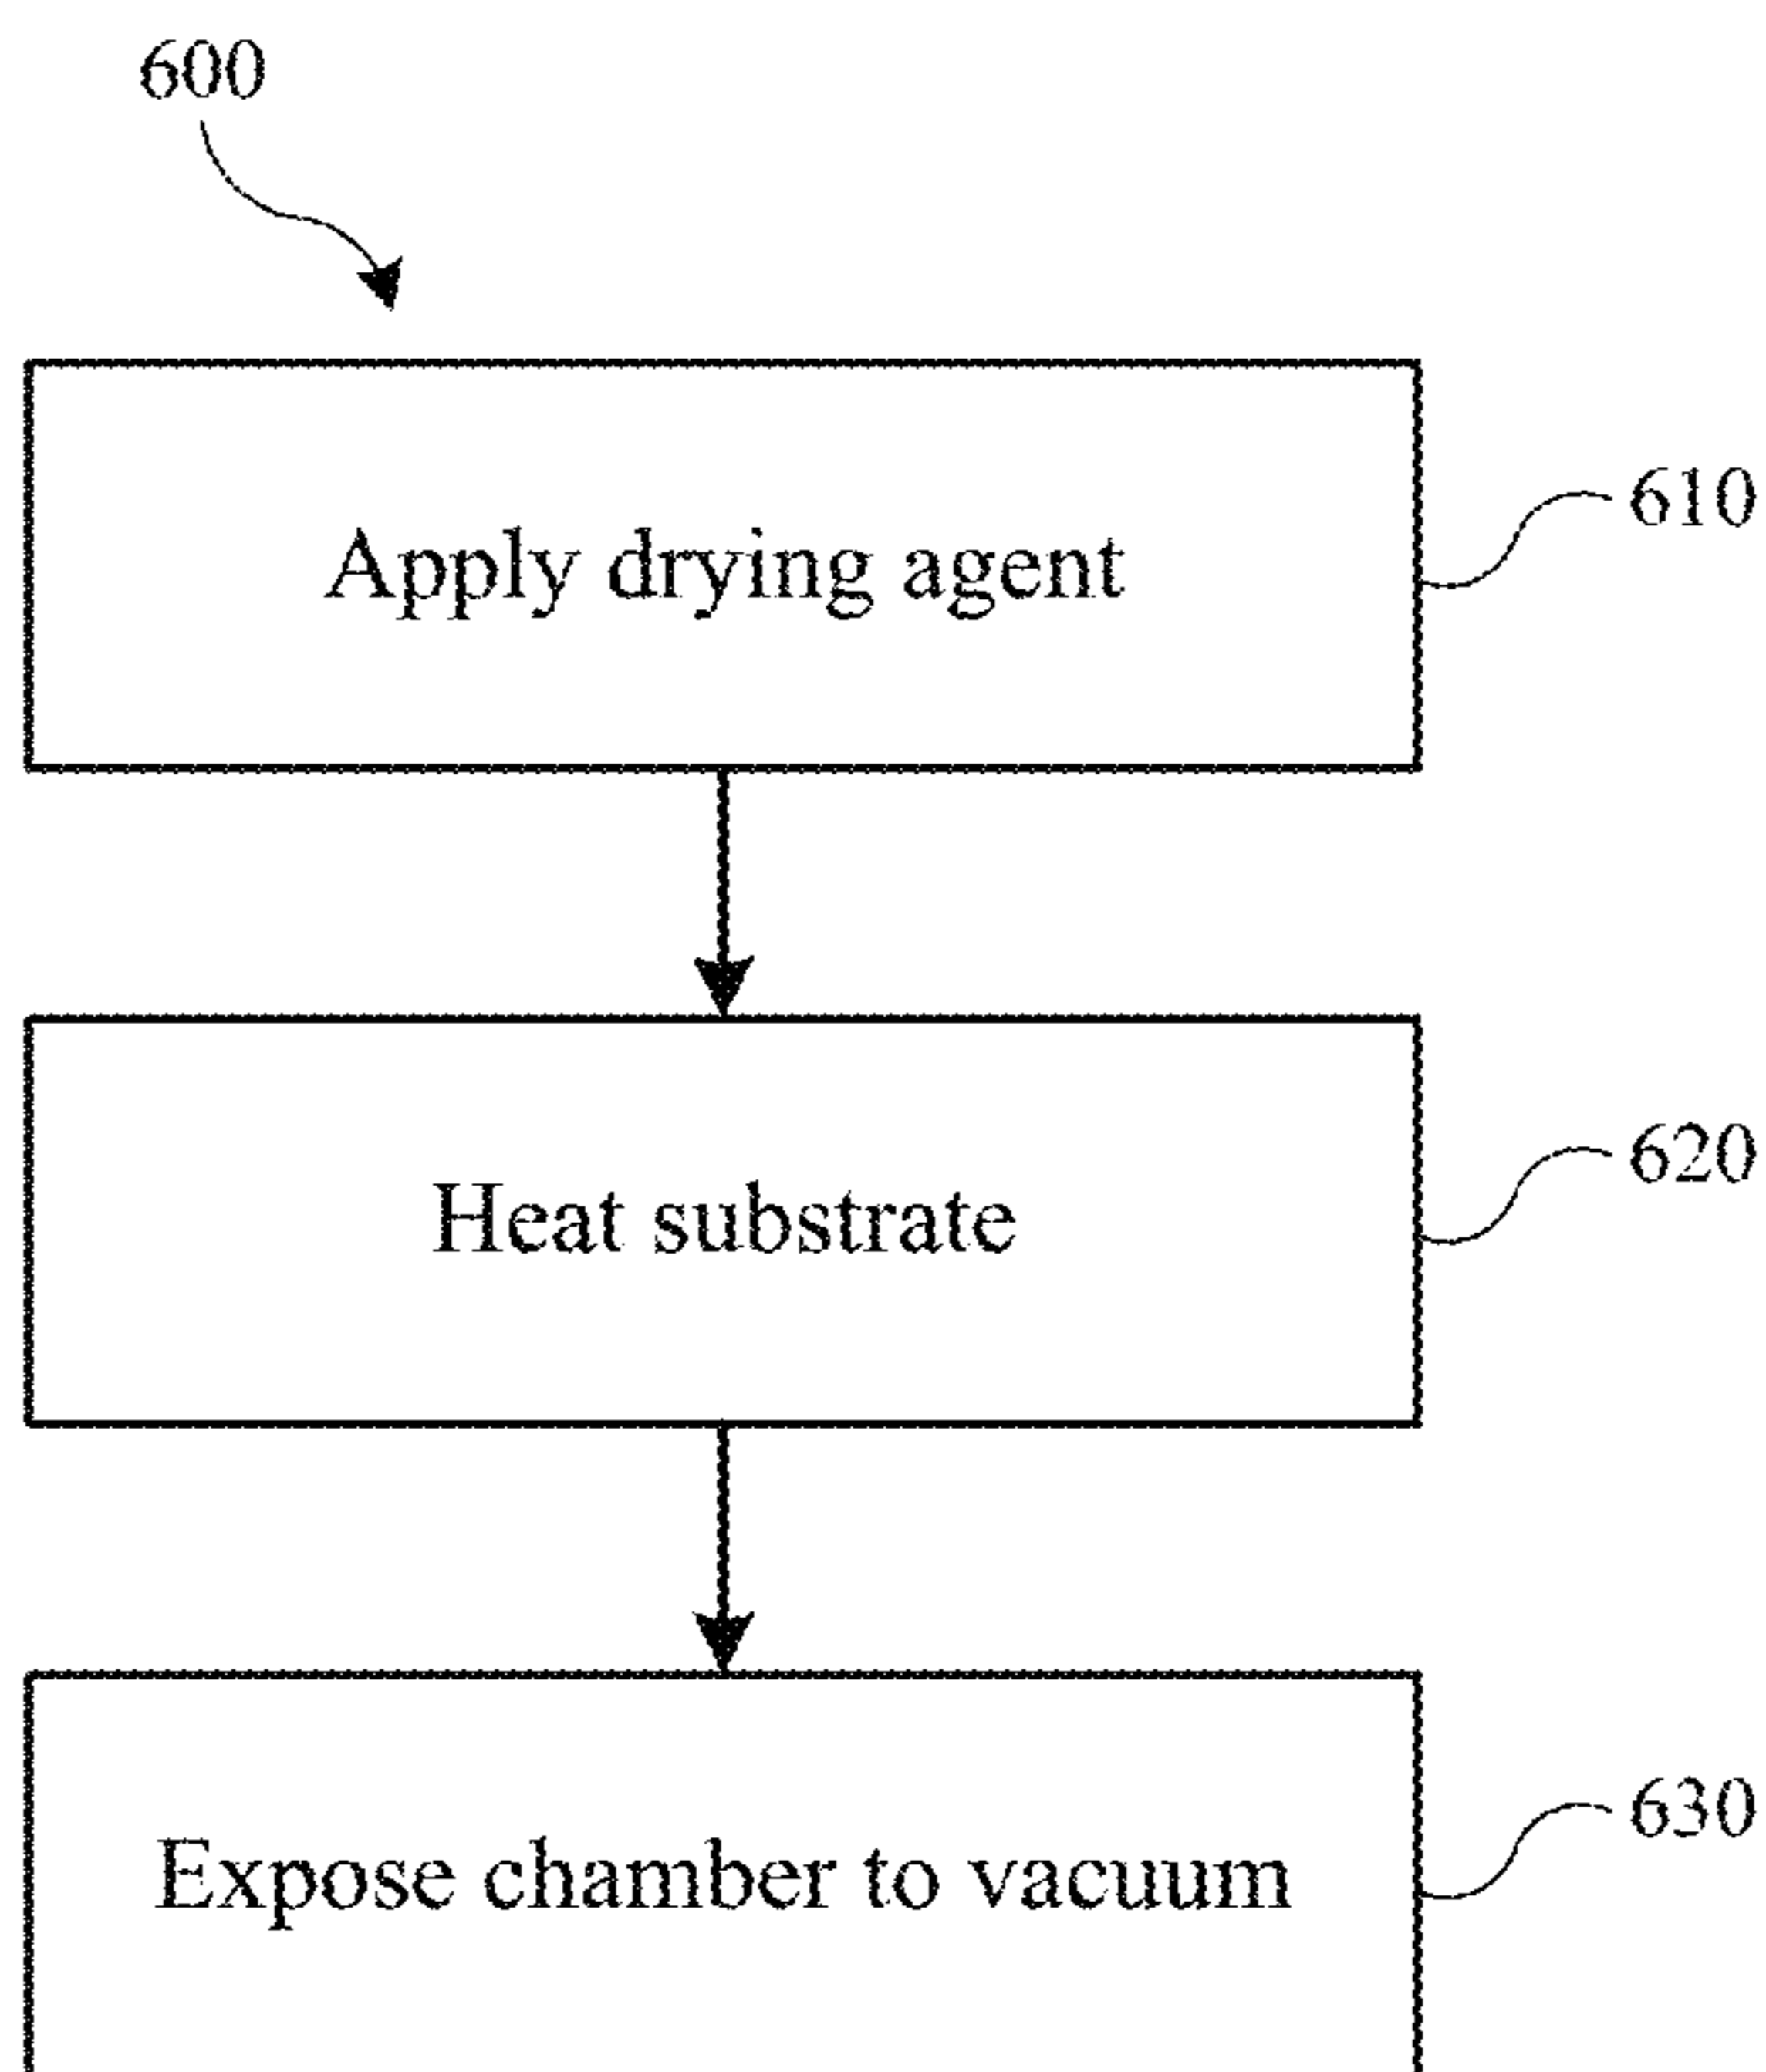 600
Apply drying agent
610
Heat substrate
620
Expose chamber to vacuum
630